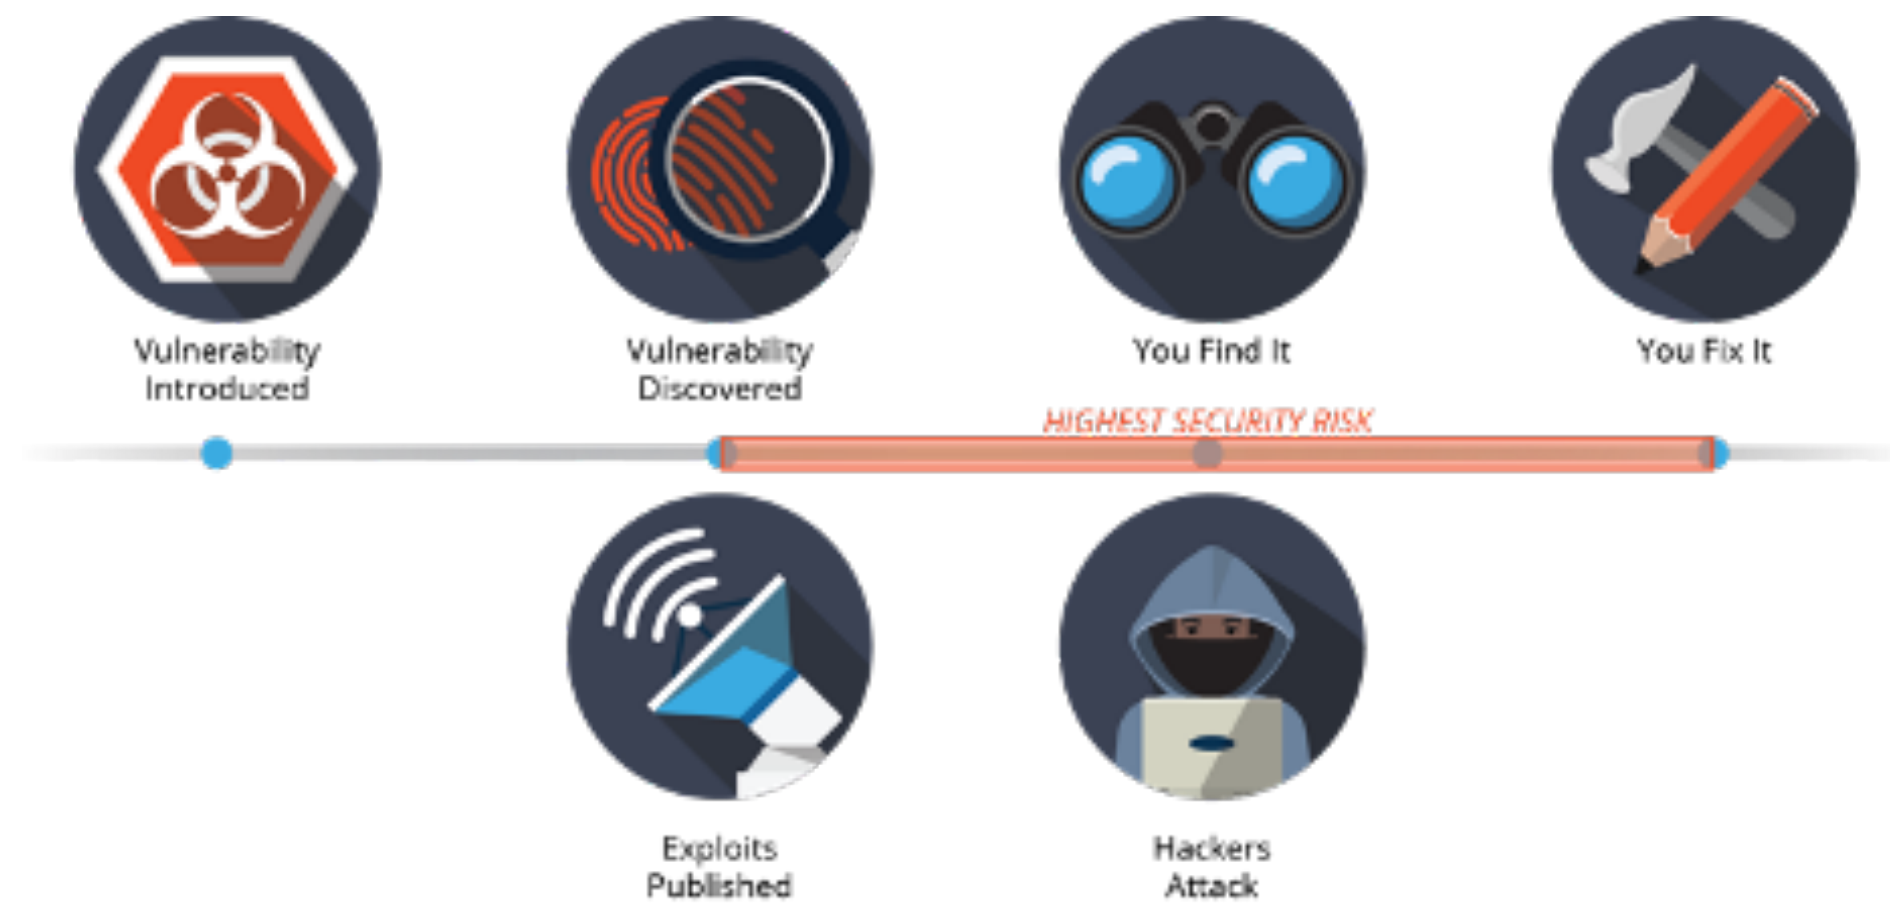 Vulnerability
Introduced
Vulnerability
Discovered
You Find It
You Fix It
HIGHEST SECURITY RISK
Exploits
Published
Hackers
Attack